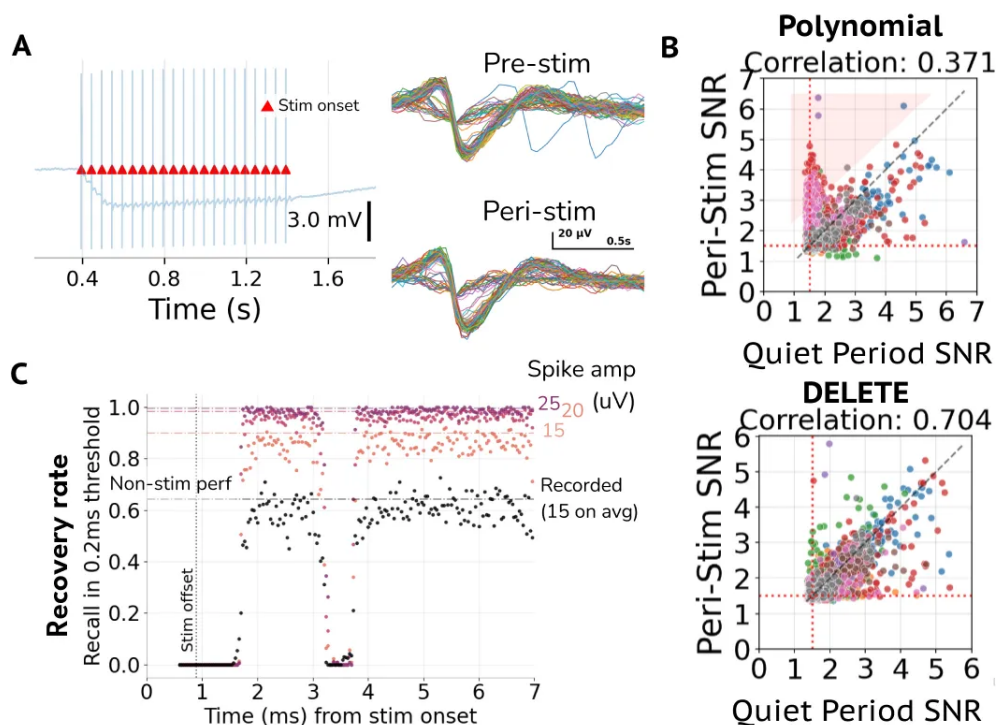 A
Stim onset
3.0 mV
0.4 0.8 1.2 1.6
Time (s)
Pre-stim
Peri-stim
20 µV
0.5s
B
Polynomial
Correlation: 0.371
Peri-Stim SNR
7
6
5
4
3
2
1
0
0 1 2 3 4 5 6 7
Quiet Period SNR
DELETE
Correlation: 0.704
Peri-Stim SNR
6
5
4
3
2
1
0
0 1 2 3 4 5 6
Quiet Period SNR
C
Spike amp
(uV)
25 20
15
Recovery rate
Recall in 0.2ms threshold
1.0
0.8
0.6
0.4
0.2
0.0
Non-stim perf
Recorded
(15 on avg)
Stim offset
0 1 2 3 4 5 6 7
Time (ms) from stim onset